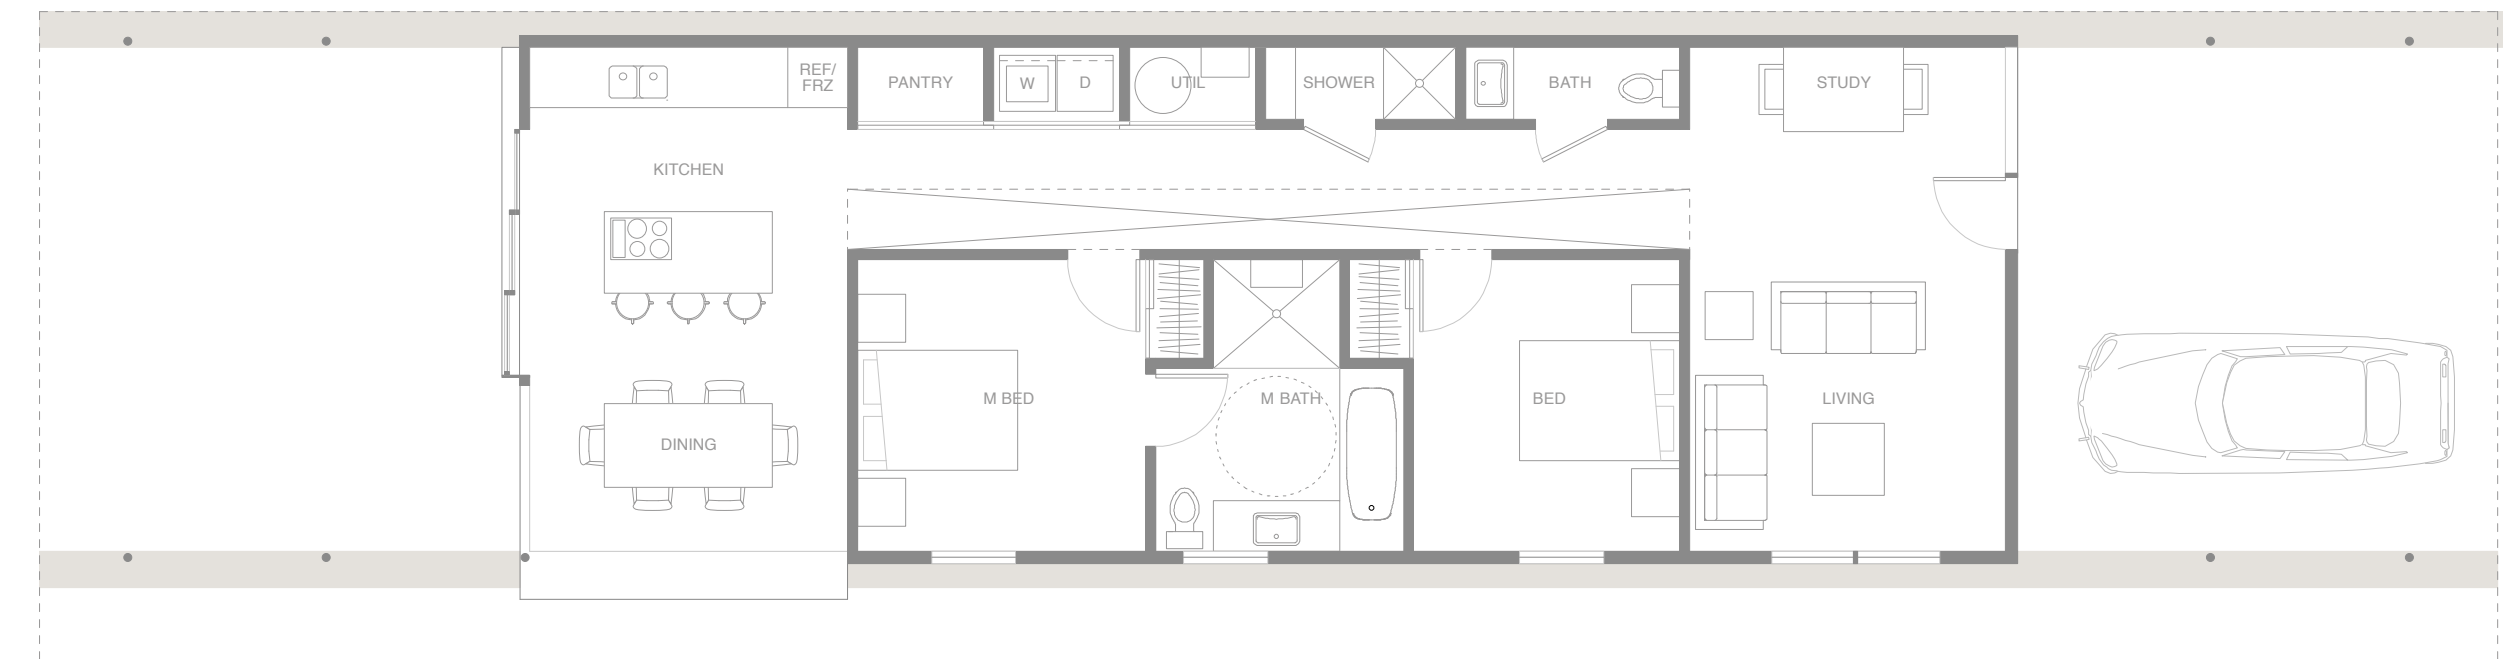 REF/
FRZ
PANTRY
W
D
UTIL
SHOWER
BATH
STUDY
KITCHEN
M BED
M BATH
BED
LIVING
DINING